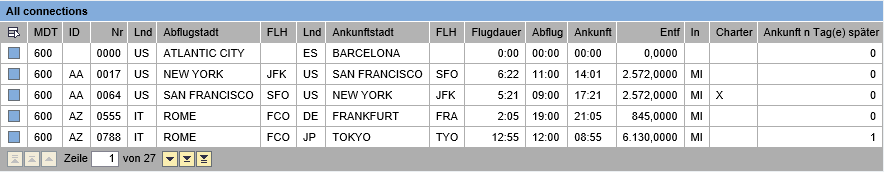 All connections
MDT ID Nr Lnd Abflugstadt FLH Lnd Ankunftstadt FLH Flugdauer Abflug Ankunft Entf In Charter Ankunft n Tag(e) später
600 0000 US ATLANTIC CITY ES BARCELONA 0:00 00:00 00:00 0,0000 0
600 AA 0017 US NEW YORK JFK US SAN FRANCISCO SFO 6:22 11:00 14:01 2.572,0000 MI 0
600 AA 0064 US SAN FRANCISCO SFO US NEW YORK JFK 5:21 09:00 17:21 2.572,0000 MI X 0
600 AZ 0555 IT ROME FCO DE FRANKFURT FRA 2:05 19:00 21:05 845,0000 MI 0
600 AZ 0788 IT ROME FCO JP TOKYO TYO 12:55 12:00 08:55 6.130,0000 MI 1
Zeile 1 von 27